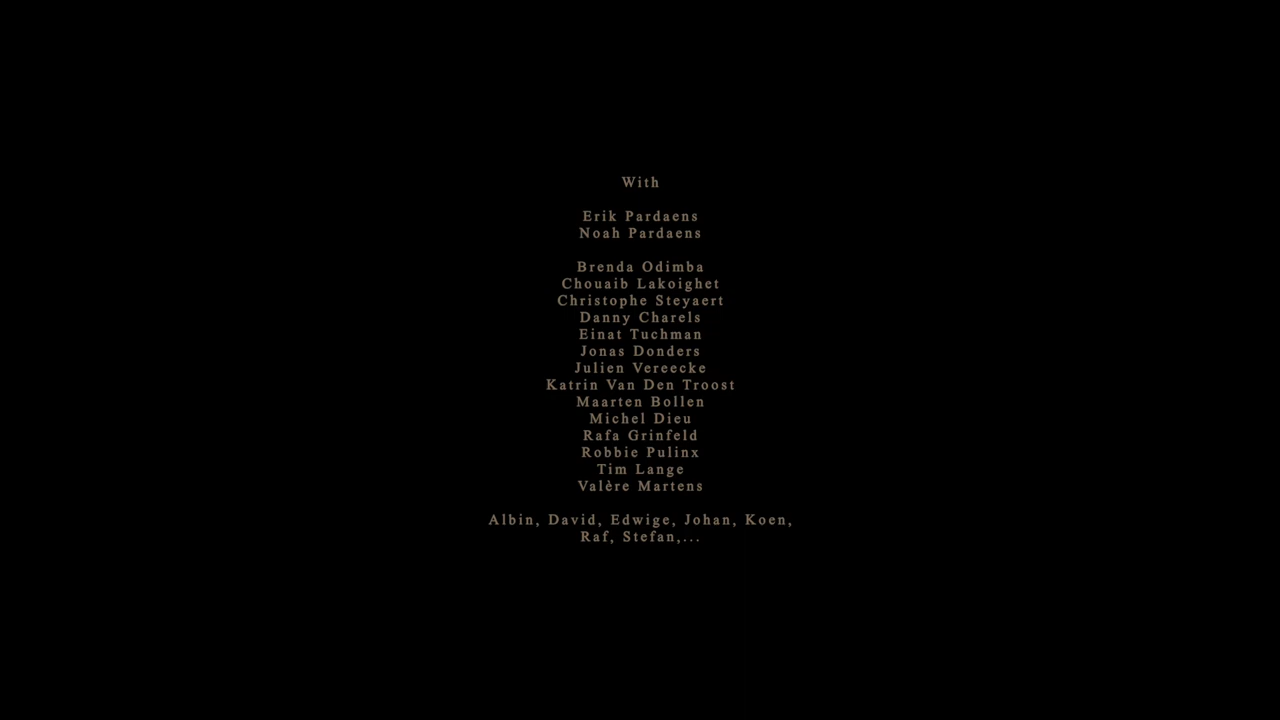 With
Erik Pardaens
Noah Pardaens
Brenda Odimba
Chouaib Lakoighet
Christophe Steyaert
Danny Charels
Einat Tuchman
Jonas Donders
Julien Vereecke
Katrin Van Den Troost
Maarten Bollen
Michel Dieu
Rafa Grinfeld
Robbie Pulinx
Tim Lange
Valère Martens
Albin, David, Edwige, Johan, Koen,
Raf, Stefan,...